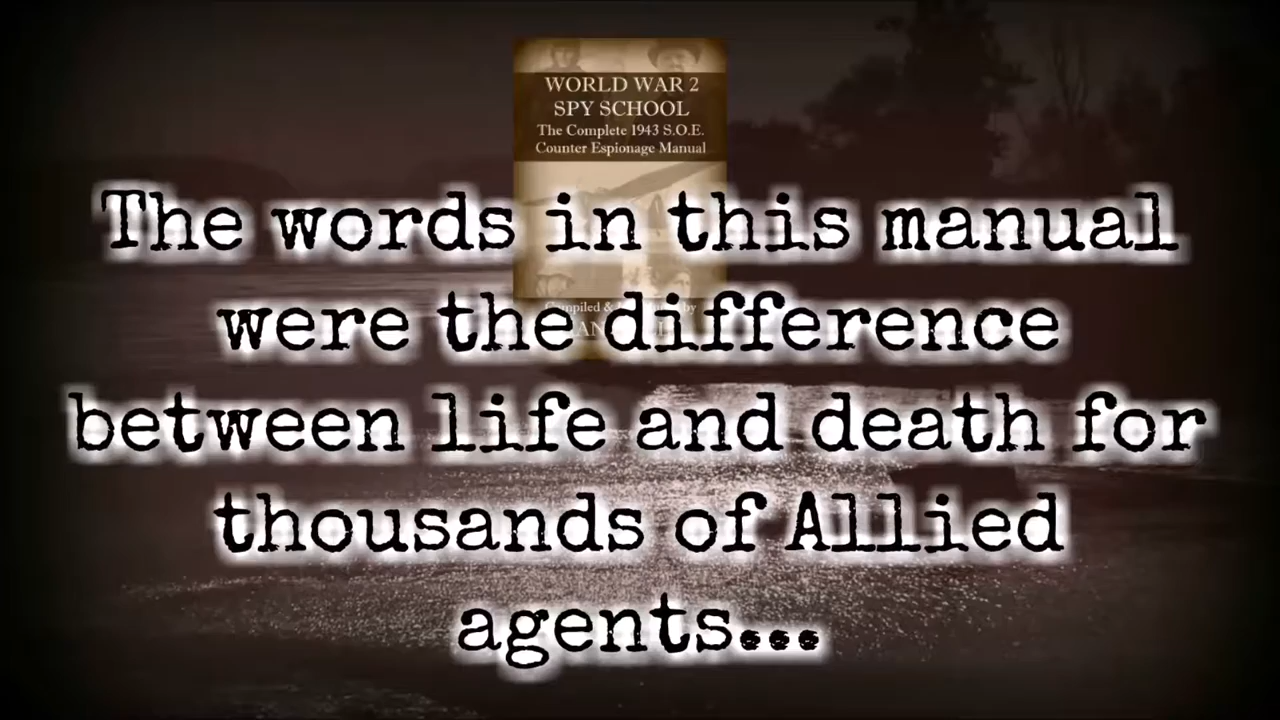 WORLD WAR 2
SPY SCHOOL
The Complete 1943 S.O.E.
Counter Espionage Manual
The words in this manual
were the difference
between life and death for
thousands of Allied
agents...
by